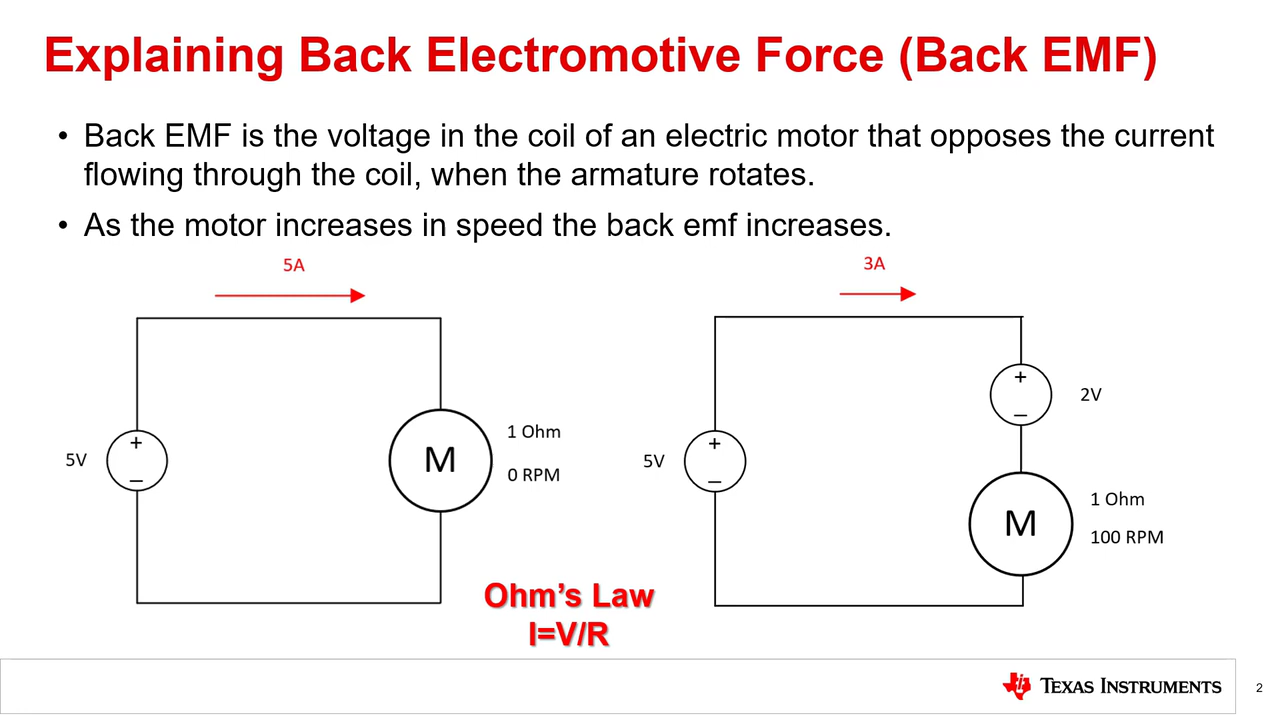 Explaining Back Electromotive Force (Back EMF)
• Back EMF is the voltage in the coil of an electric motor that opposes the current
flowing through the coil, when the armature rotates.
• As the motor increases in speed the back emf increases.
5A
5V
+
–
M
1 Ohm
0 RPM
3A
5V
+
–
+
–
2V
M
1 Ohm
100 RPM
Ohm’s Law
I=V/R
TEXAS INSTRUMENTS
2